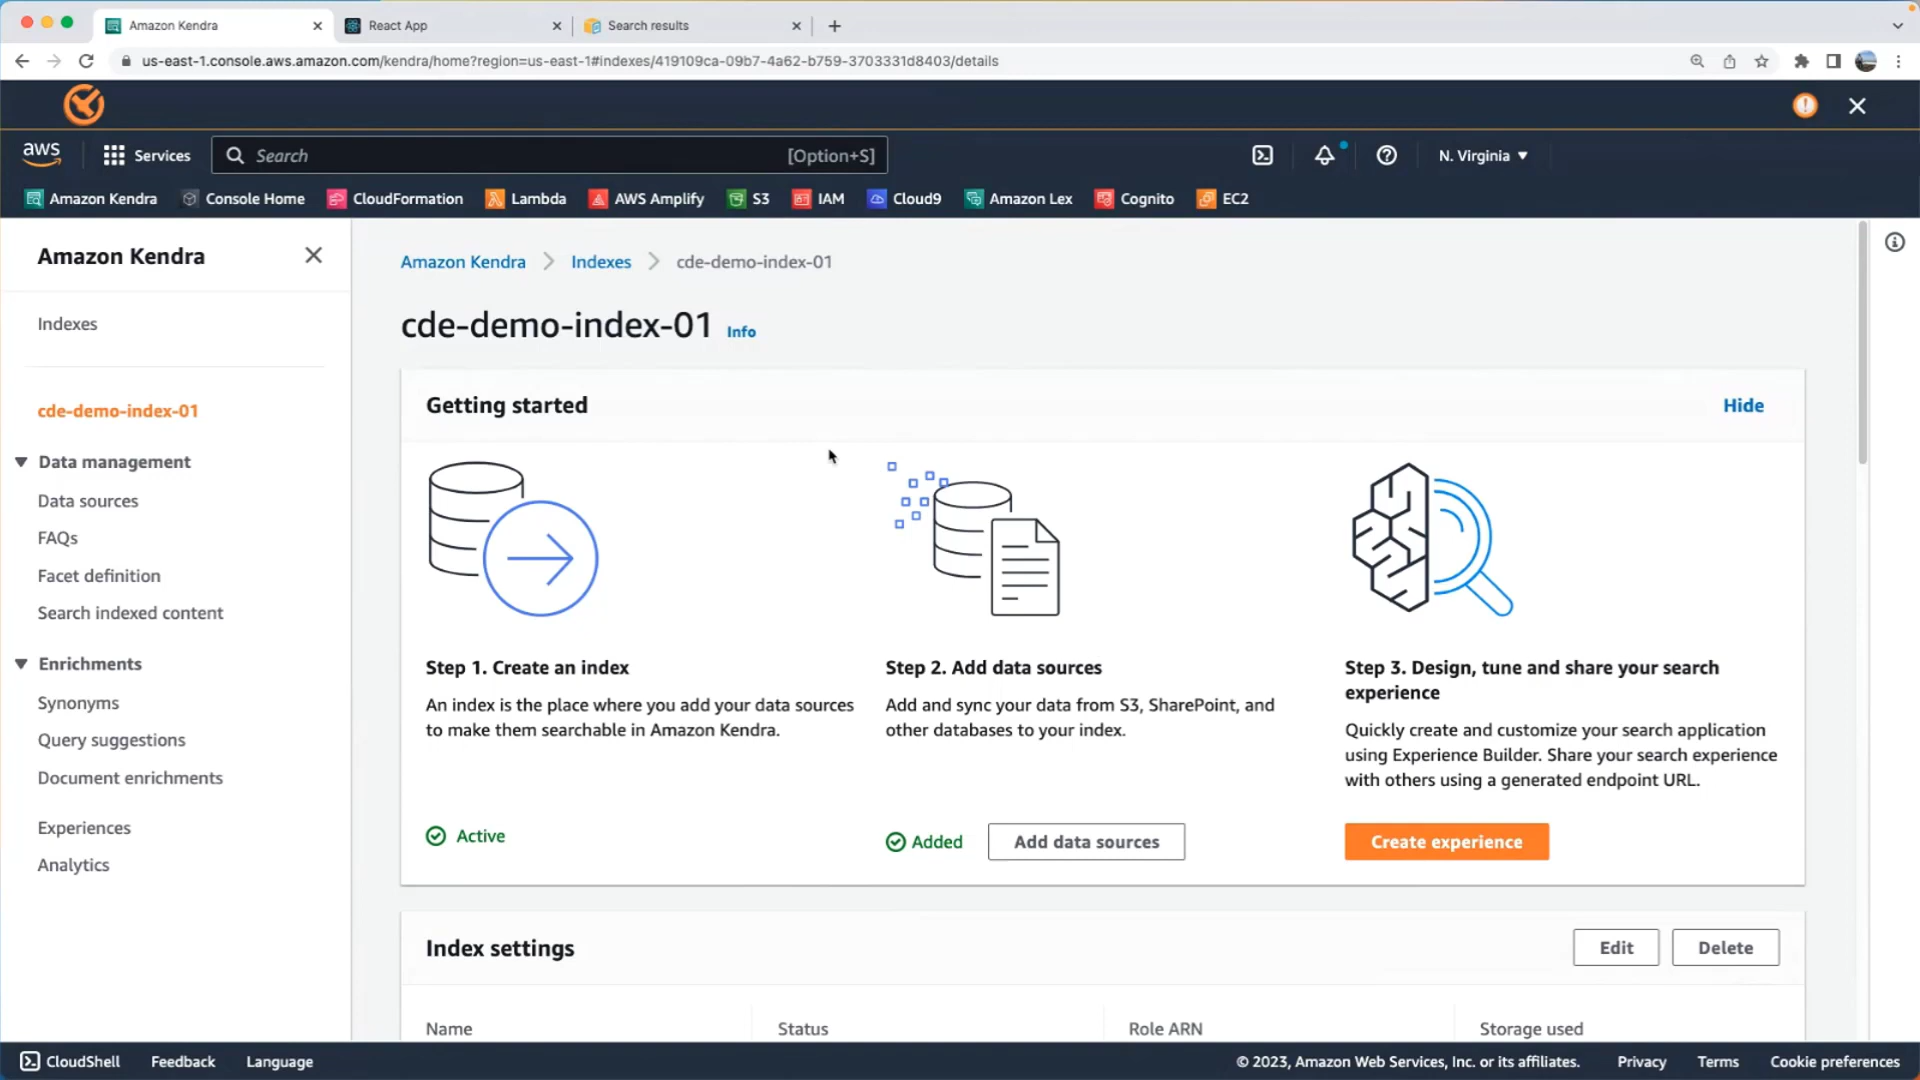 Amazon Kendra
React App
Search results
us-east-1.console.aws.amazon.com/kendra/home?region=us-east-1#indexes/419109ca-09b7-4a62-b759-3703331d8403/details
aws
Services
Search
[Option+S]
N. Virginia
Amazon Kendra
Console Home
CloudFormation
Lambda
AWS Amplify
S3
IAM
Cloud9
Amazon Lex
Cognito
EC2
Amazon Kendra
Indexes
cde-demo-index-01
Data management
Data sources
FAQs
Facet definition
Search indexed content
Enrichments
Synonyms
Query suggestions
Document enrichments
Experiences
Analytics
Amazon Kendra
Indexes
cde-demo-index-01
cde-demo-index-01 Info
Getting started
Hide
Step 1. Create an index
An index is the place where you add your data sources
to make them searchable in Amazon Kendra.
Active
Step 2. Add data sources
Add and sync your data from S3, SharePoint, and
other databases to your index.
Added
Add data sources
Step 3. Design, tune and share your search
experience
Quickly create and customize your search application
using Experience Builder. Share your search experience
with others using a generated endpoint URL.
Create experience
Index settings
Edit
Delete
Name
Status
Role ARN
Storage used
CloudShell
Feedback
Language
© 2023, Amazon Web Services, Inc. or its affiliates.
Privacy
Terms
Cookie preferences